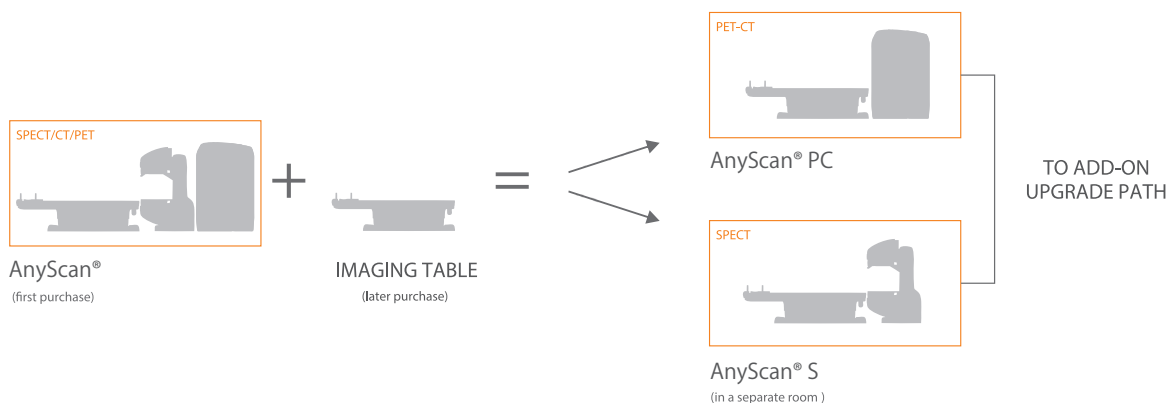 SPECT/CT/PET
AnyScan®
(first purchase)
+
IMAGING TABLE
(later purchase)
=
PET-CT
AnyScan® PC
SPECT
AnyScan® S
(in a separate room )
TO ADD-ON
UPGRADE PATH